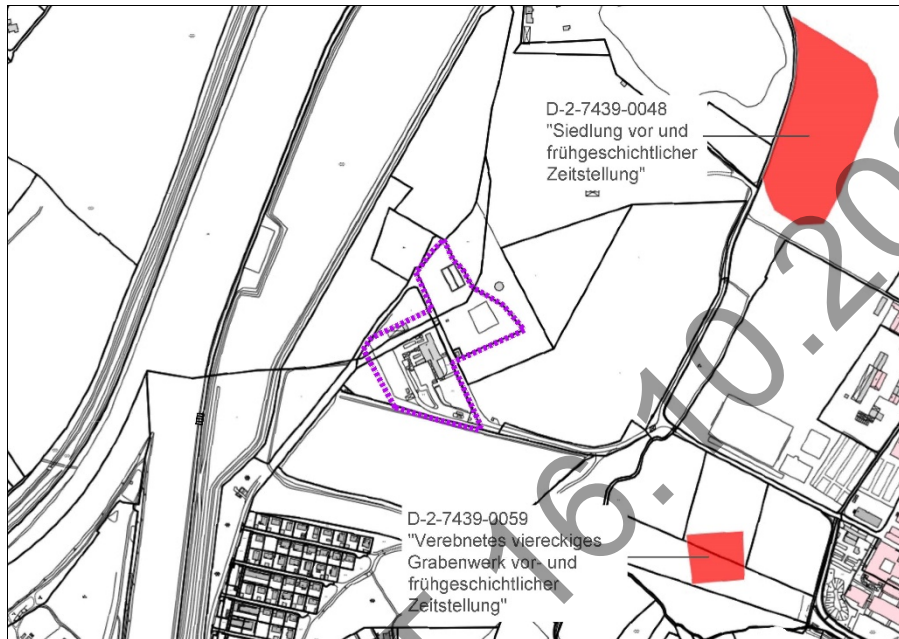 D-2-7439-0048
"Siedlung vor und
frühgeschichtlicher
Zeitstellung"
D-2-7439-0059
"Verebnetes viereckiges
Grabenwerk vor- und
frühgeschichtlicher
Zeitstellung"
16.10.20